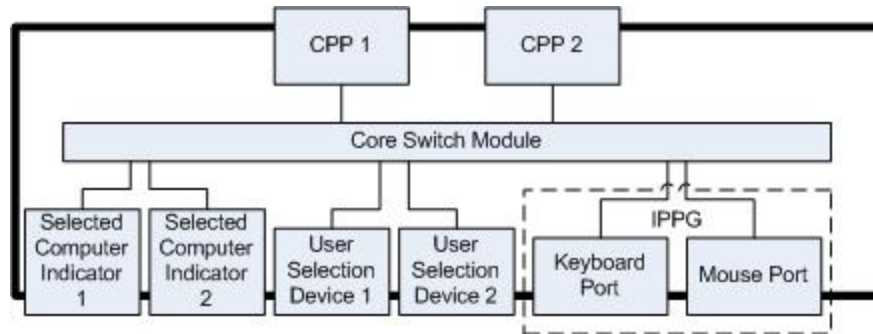 CPP 1
CPP 2
Core Switch Module
Selected
Computer
Indicator
1
Selected
Computer
Indicator
2
User
Selection
Device 1
User
Selection
Device 2
IPPG
Keyboard
Port
Mouse Port